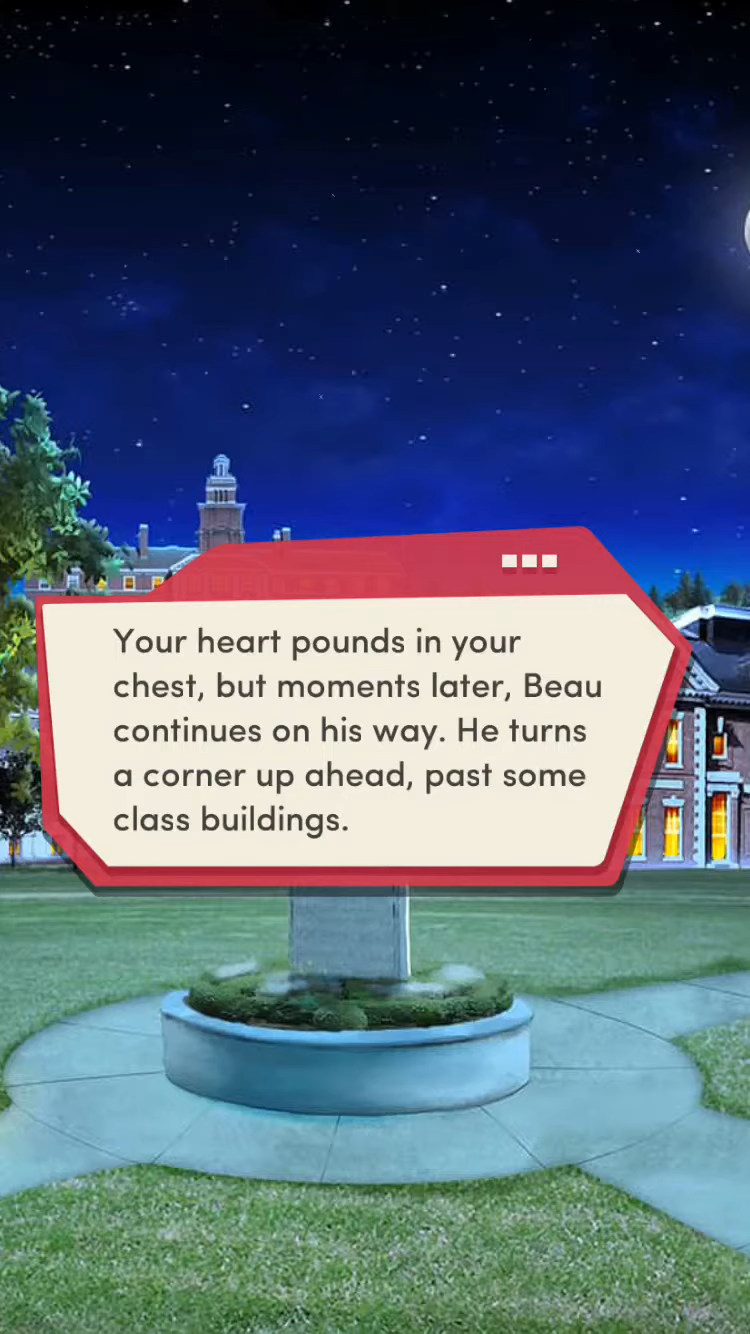 Your heart pounds in your
chest, but moments later, Beau
continues on his way. He turns
a corner up ahead, past some
class buildings.